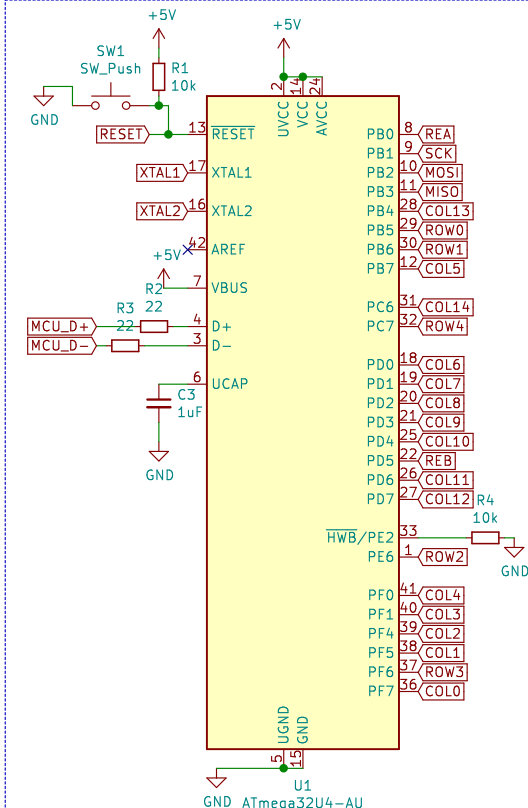 +5V
+5V
SW1
SW_Push
R1
10k
GND
2
14
24
UVCC
VCC
AVCC
RESET
13
RESET
XTAL1
17
XTAL1
XTAL2
16
XTAL2
42
AREF
+5V
7
VBUS
R2
22
R3
22
MCU_D+
4
D+
MCU_D-
3
D-
6
UCAP
C3
1uF
GND
PB0 8 REA
PB1 9 SCK
PB2 10 MOSI
PB3 11 MISO
PB4 28 COL13
PB5 29 ROW0
PB6 30 ROW1
PB7 12 COL5
PC6 31 COL14
PC7 32 ROW4
PD0 18 COL6
PD1 19 COL7
PD2 20 COL8
PD3 21 COL9
PD4 25 COL10
PD5 22 REB
PD6 26 COL11
PD7 27 COL12
R4
10k
HWB/PE2 33
GND
PE6 1 ROW2
PF0 41 COL4
PF1 40 COL3
PF4 39 COL2
PF5 38 COL1
PF6 37 ROW3
PF7 36 COL0
UGND
GND
5
15
GND
U1
ATmega32U4-AU